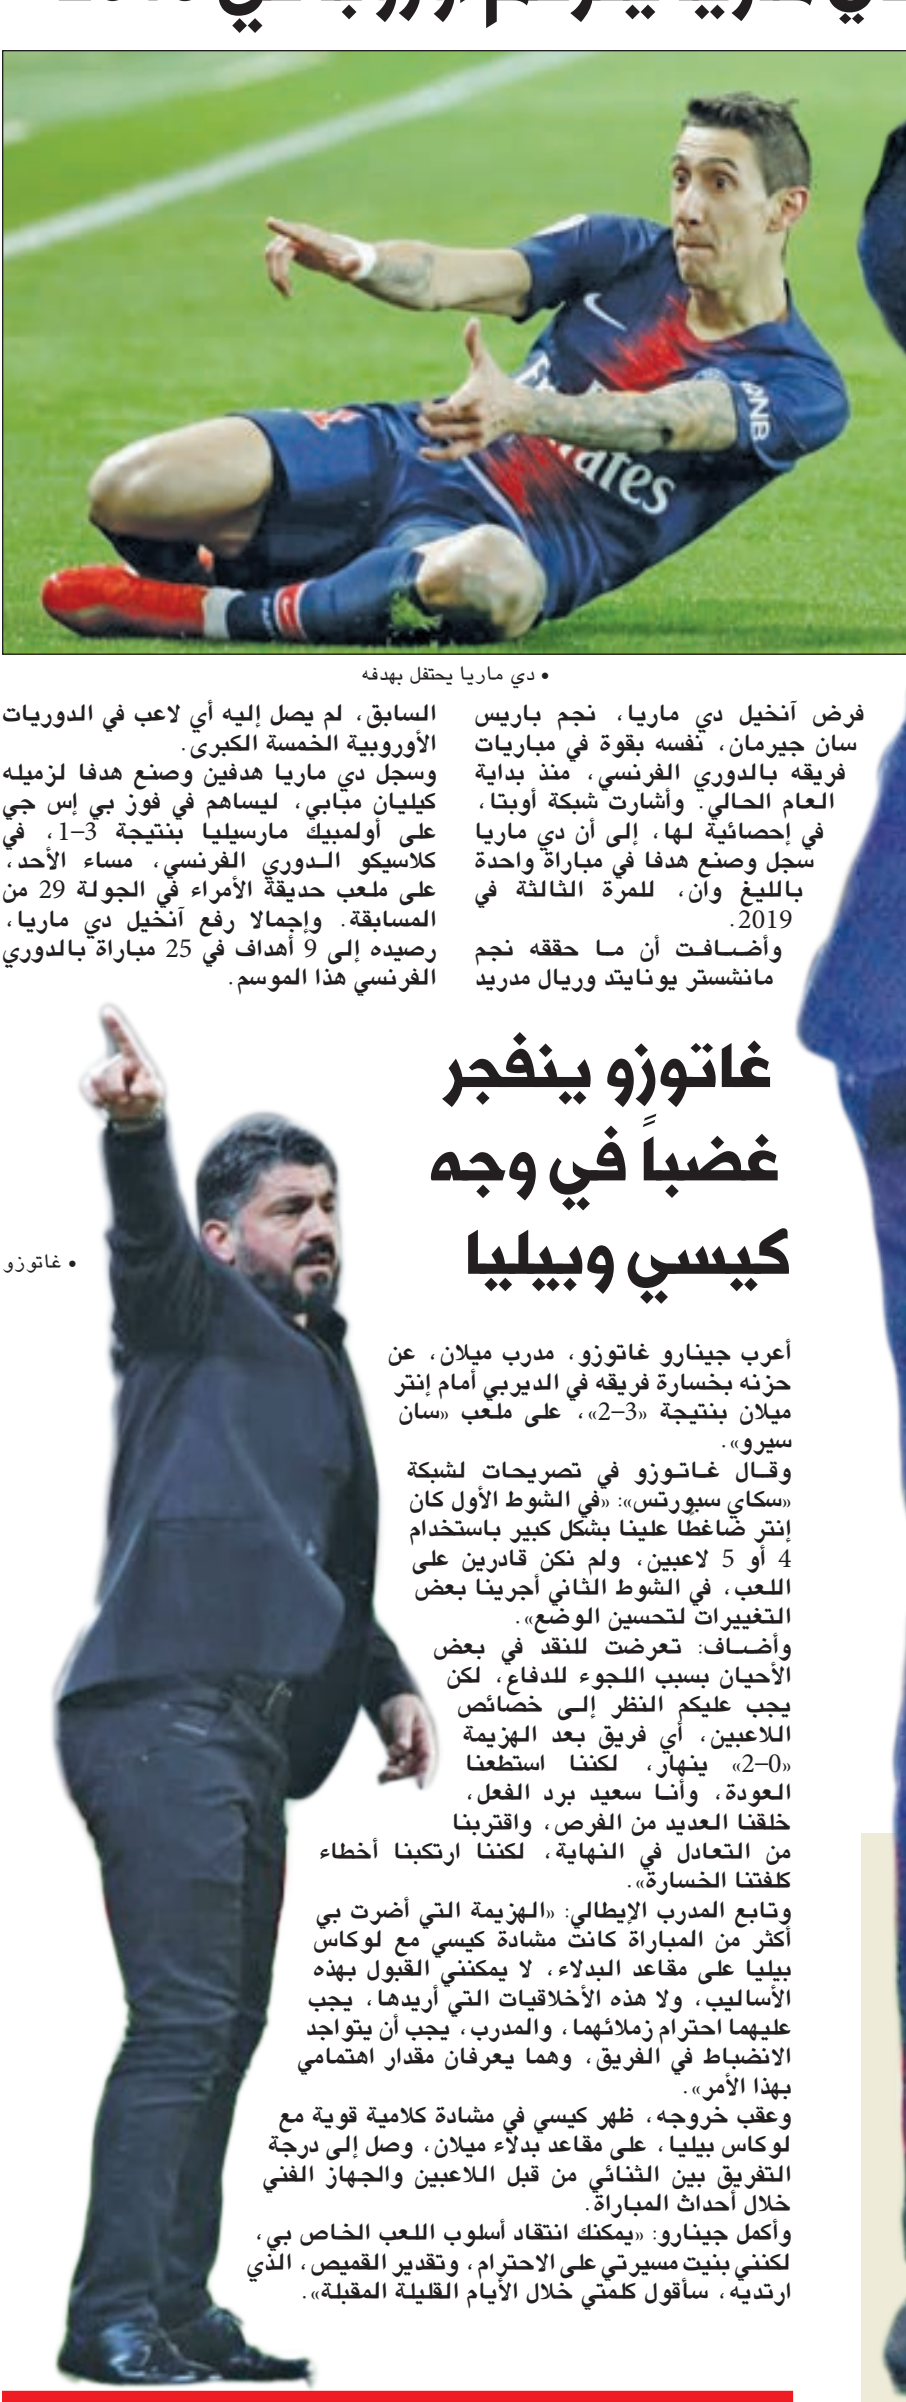 DNB
• دي ماريا يحتفل بهدفه
فرض آنخيل دي ماريا، نجم باريس
سان جيرمان، نفسه بقوة في مباريات
فريقه بالدوري الفرنسي، منذ بداية
العام الحالي. وأشارت شبكة أوبتا،
في إحصائية لها، إلى أن دي ماريا
سجل وصنع هدفا في مباراة واحدة
بالليغ وان، للمرة الثالثة في
2019.
وأضافت أن ما حققه نجم
مانشستر يونايتد وريال مدريد
السابق، لم يصل إليه أي لاعب في الدوريات
الأوروبية الخمسة الكبرى.
وسجل دي ماريا هدفين وصنع هدفا لزميله
كيليان مبابي، ليساهم في فوز بي إس جي
على أولمبيك مارسيليا بنتيجة 3–1، في
كلاسيكو الدوري الفرنسي، مساء الأحد،
على ملعب حديقة الأمراء في الجولة 29 من
المسابقة. وإجمالا رفع آنخيل دي ماريا،
رصيده إلى 9 أهداف في 25 مباراة بالدوري
الفرنسي هذا الموسم.
غاتوزو ينفجر
غضباً في وجه
كيسي وبيليا
• غاتوزو
أعرب جينارو غاتوزو، مدرب ميلان، عن
حزنه بخسارة فريقه في الديربي أمام إنتر
ميلان بنتيجة «3–2»، على ملعب «سان
سيرو».
وقال غاتوزو في تصريحات لشبكة
«سكاي سبورتس»: «في الشوط الأول كان
إنتر ضاغطًا علينا بشكل كبير باستخدام
4 أو 5 لاعبين، ولم نكن قادرين على
اللعب، في الشوط الثاني أجرينا بعض
التغييرات لتحسين الوضع».
وأضاف: تعرضت للنقد في بعض
الأحيان بسبب اللجوء للدفاع، لكن
يجب عليكم النظر إلى خصائص
اللاعبين، أي فريق بعد الهزيمة
«0–2» ينهار، لكننا استطعنا
العودة، وأنا سعيد برد الفعل،
خلقنا العديد من الفرص، واقتربنا
من التعادل في النهاية، لكننا ارتكبنا أخطاء
كلفتنا الخسارة».
وتابع المدرب الإيطالي: «الهزيمة التي أضرت بي
أكثر من المباراة كانت مشادة كيسي مع لوكاس
بيليا على مقاعد البدلاء، لا يمكنني القبول بهذه
الأساليب، ولا هذه الأخلاقيات التي أريدها، يجب
عليهما احترام زملائهما، والمدرب، يجب أن يتواجد
الانضباط في الفريق، وهما يعرفان مقدار اهتمامي
بهذا الأمر».
وعقب خروجه، ظهر كيسي في مشادة كلامية قوية مع
لوكاس بيليا، على مقاعد بدلاء ميلان، وصل إلى درجة
التفريق بين الثنائي من قبل اللاعبين والجهاز الفني
خلال أحداث المباراة.
وأكمل جينارو: «يمكنك انتقاد أسلوب اللعب الخاص بي،
لكنني بنيت مسيرتي على الاحترام، وتقدير القميص، الذي
ارتديه، سأقول كلمتي خلال الأيام القليلة المقبلة».